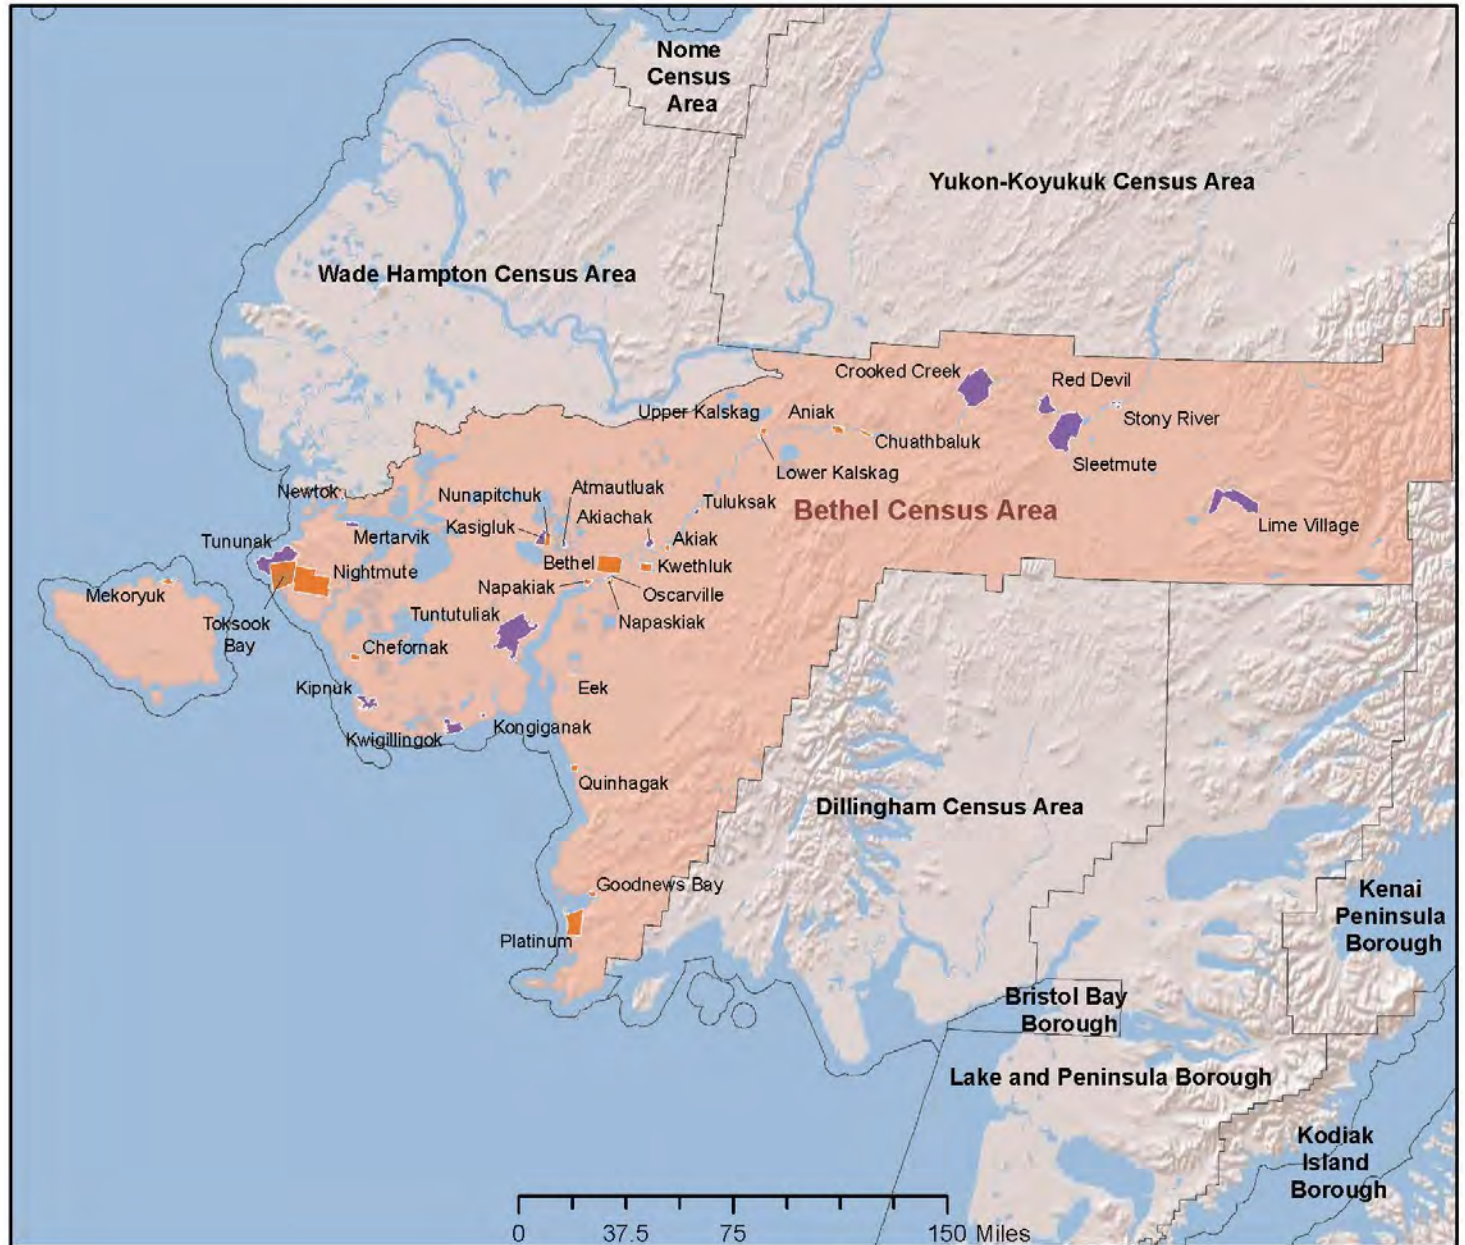 Nome
Census
Area
Yukon-Koyukuk Census Area
Wade Hampton Census Area
Crooked Creek
Red Devil
Upper Kalskag
Aniak
Stony River
Chuathbaluk
Sleetmute
Lower Kalskag
Newtok
Nunapitchuk
Atmautluak
Tuluksak
Bethel Census Area
Kasigluk
Akiachak
Lime Village
Mertarvik
Tununak
Akiak
Bethel
Kwethluk
Nightmute
Napakiak
Oscarville
Mekoryuk
Toksook
Bay
Tuntutuliak
Napaskiak
Chefornak
Kipnuk
Eek
Kongiganak
Kwigillingok
Quinhagak
Dillingham Census Area
Goodnews Bay
Platinum
Kenai
Peninsula
Borough
Bristol Bay
Borough
Lake and Peninsula Borough
Kodiak
Island
Borough
0 37.5 75 150 Miles